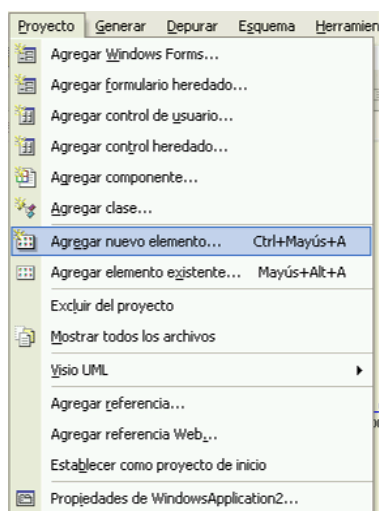 Proyecto Generar Depurar Esquema Herramien
Agregar Windows Forms...
Agregar formulario heredado...
Agregar control de usuario...
Agregar control heredado...
Agregar componente...
Agregar clase...
Agregar nuevo elemento... Ctrl+Mayús+A
Agregar elemento existente... Mayús+Alt+A
Excluir del proyecto
Mostrar todos los archivos
Visio UML
Agregar referencia...
Agregar referencia Web...
Establecer como proyecto de inicio
Propiedades de WindowsApplication2...